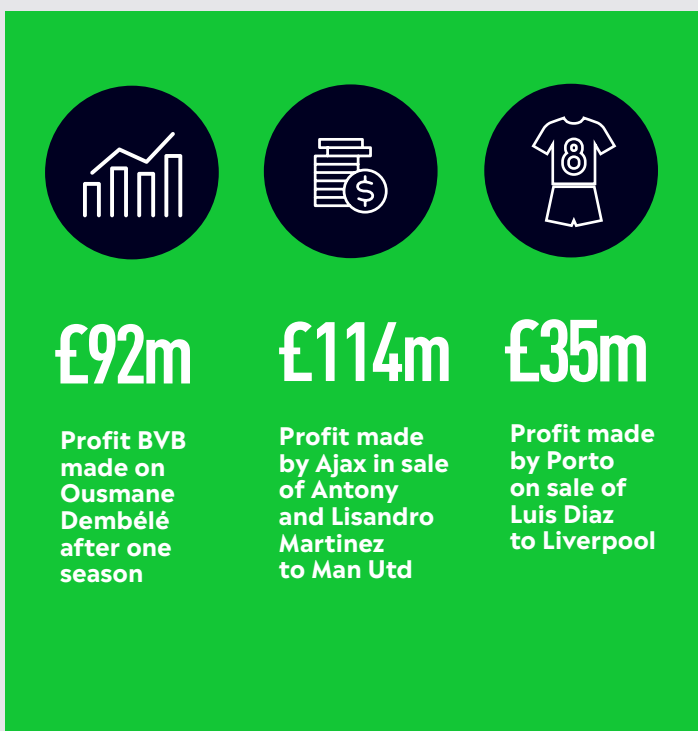 8
$
£92m
Profit BVB
made on
Ousmane
Dembélé
after one
season
£114m
Profit made
by Ajax in sale
of Antony
and Lisandro
Martinez
to Man Utd
£35m
Profit made
by Porto
on sale of
Luis Diaz
to Liverpool